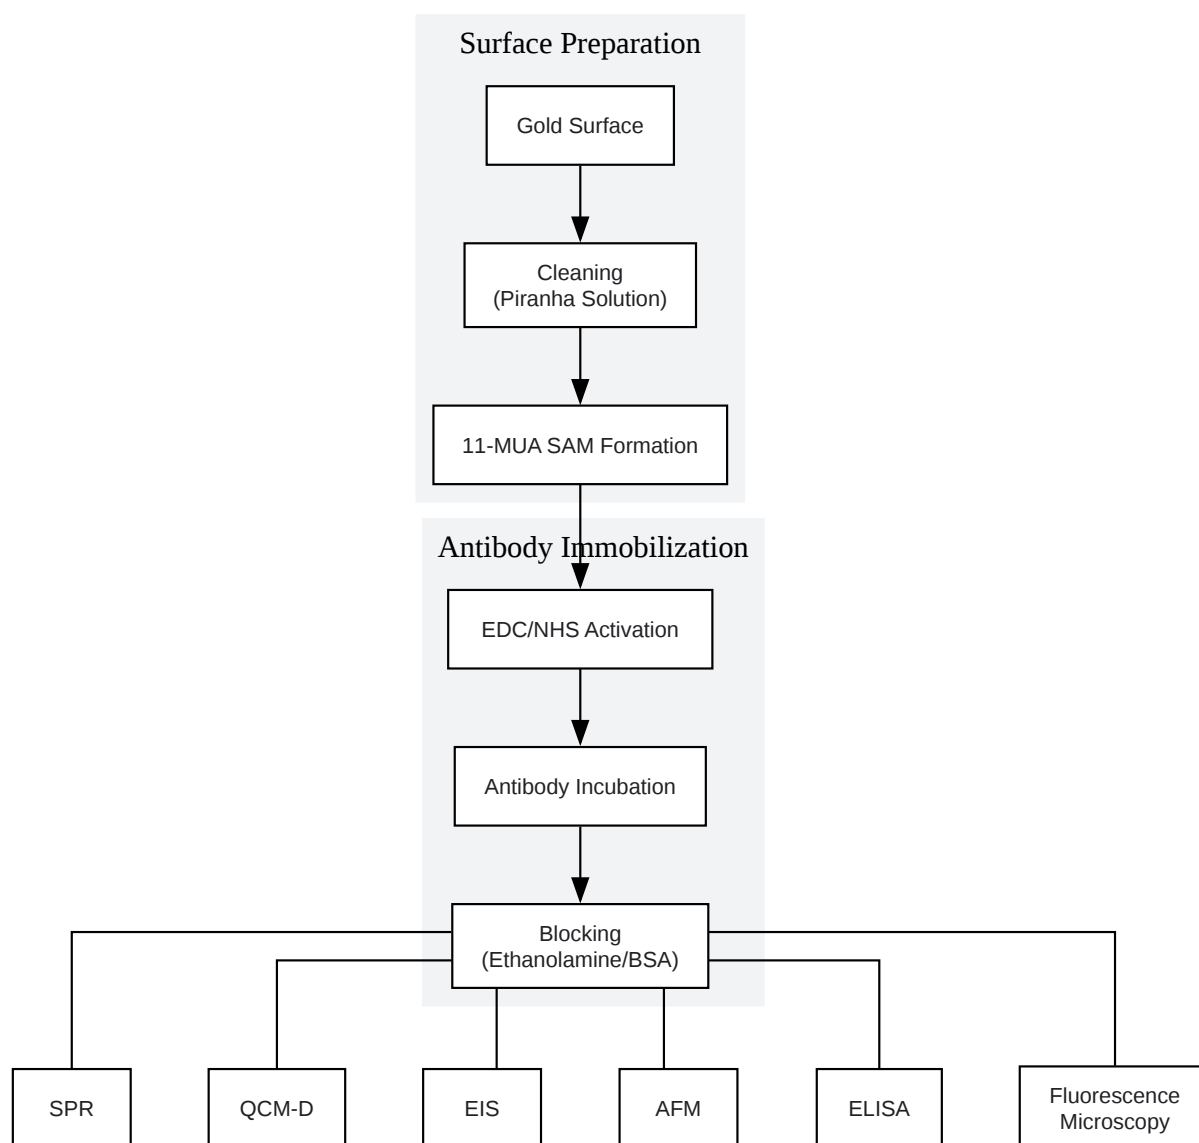 Surface Preparation
Gold Surface
Cleaning
(Piranha Solution)
11-MUA SAM Formation
Antibody Immobilization
EDC/NHS Activation
Antibody Incubation
Blocking
(Ethanolamine/BSA)
SPR
QCM-D
EIS
AFM
ELISA
Fluorescence
Microscopy